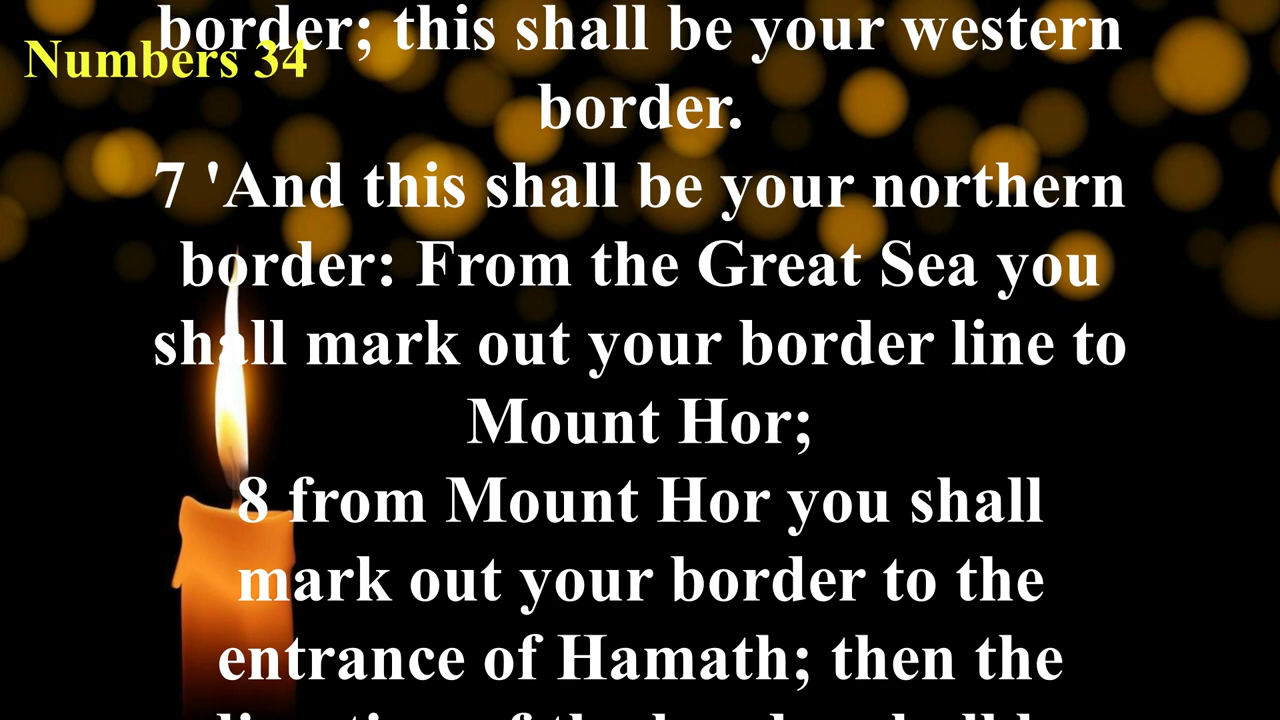 border; this shall be your western
Numbers 34
border.
7 'And this shall be your northern
border: From the Great Sea you
shall mark out your border line to
Mount Hor;
8 from Mount Hor you shall
mark out your border to the
entrance of Hamath; then the